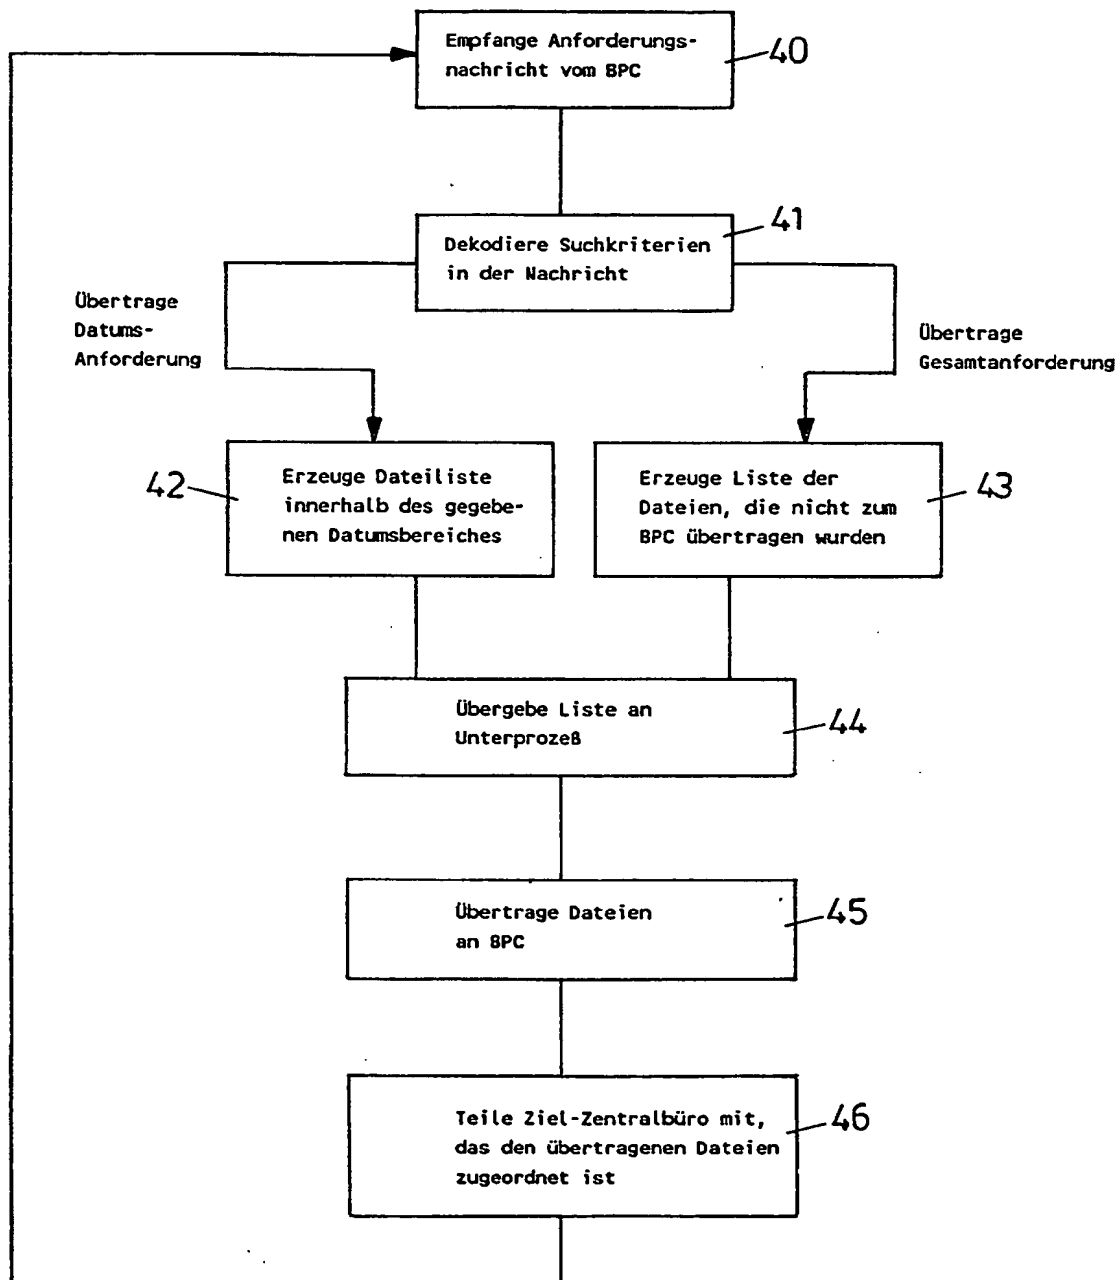 Empfange Anforderungs-
nachricht vom BPC
40
Dekodiere Suchkriterien
in der Nachricht
41
Übertrage
Datums-
Anforderung
Übertrage
Gesamtanforderung
42
Erzeuge Dateiliste
innerhalb des gegebe-
nen Datumsbereiches
Erzeuge Liste der
Dateien, die nicht zum
BPC übertragen wurden
43
Übergebe Liste an
Unterprozeß
44
Übertrage Dateien
an BPC
45
Teile Ziel-Zentralbüro mit,
das den übertragenen Dateien
zugeordnet ist
46